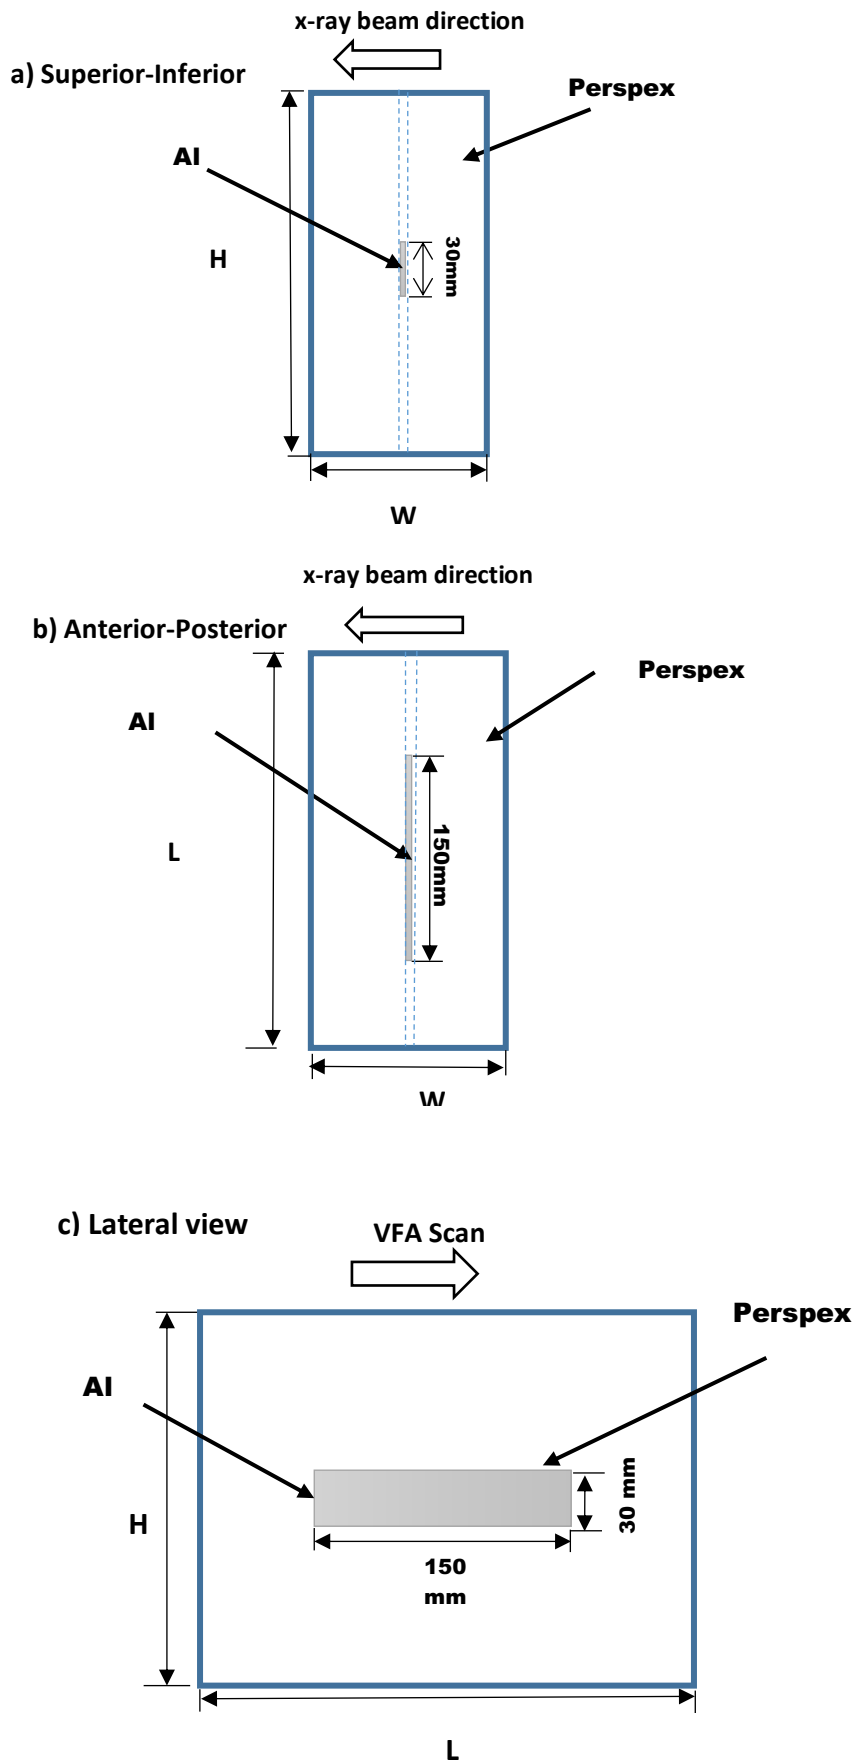 x-ray beam direction
a) Superior-Inferior
Perspex
Al
H
30mm
W
x-ray beam direction
b) Anterior-Posterior
Perspex
Al
L
150mm
W
c) Lateral view
VFA Scan
Perspex
Al
H
30 mm
150
mm
L